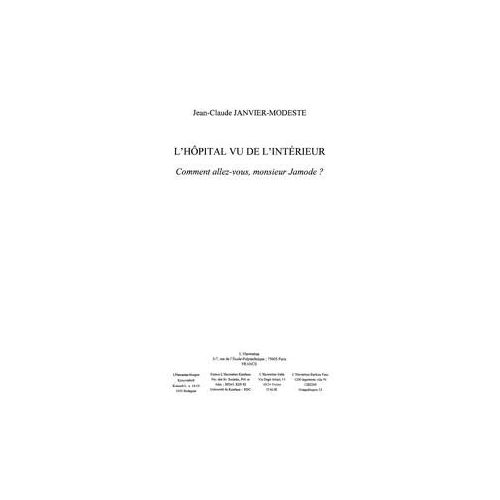 Jean-Claude JANVIER-MODESTE
L'HÔPITAL VU DE L'INTÉRIEUR
Comment allez-vous, monsieur Jamode ?
L'Harmattan
5-7, rue de l'École-Polytechnique ; 75005 Paris
FRANCE
L'Harmattan Hongrie
Könyvesbolt
Kossuth L. u. 14-16
1053 Budapest
Espace L'Harmattan Kinshasa
Fac. des Sc. Sociales, Pol. et
Adm. ; BP243, KIN XI
Université de Kinshasa – RDC
L'Harmattan Italia
Via Degli Artisti, 15
10124 Torino
ITALIE
L'Harmattan Burkina Faso
1200 logements villa 96
12B2260
Ouagadougou 12